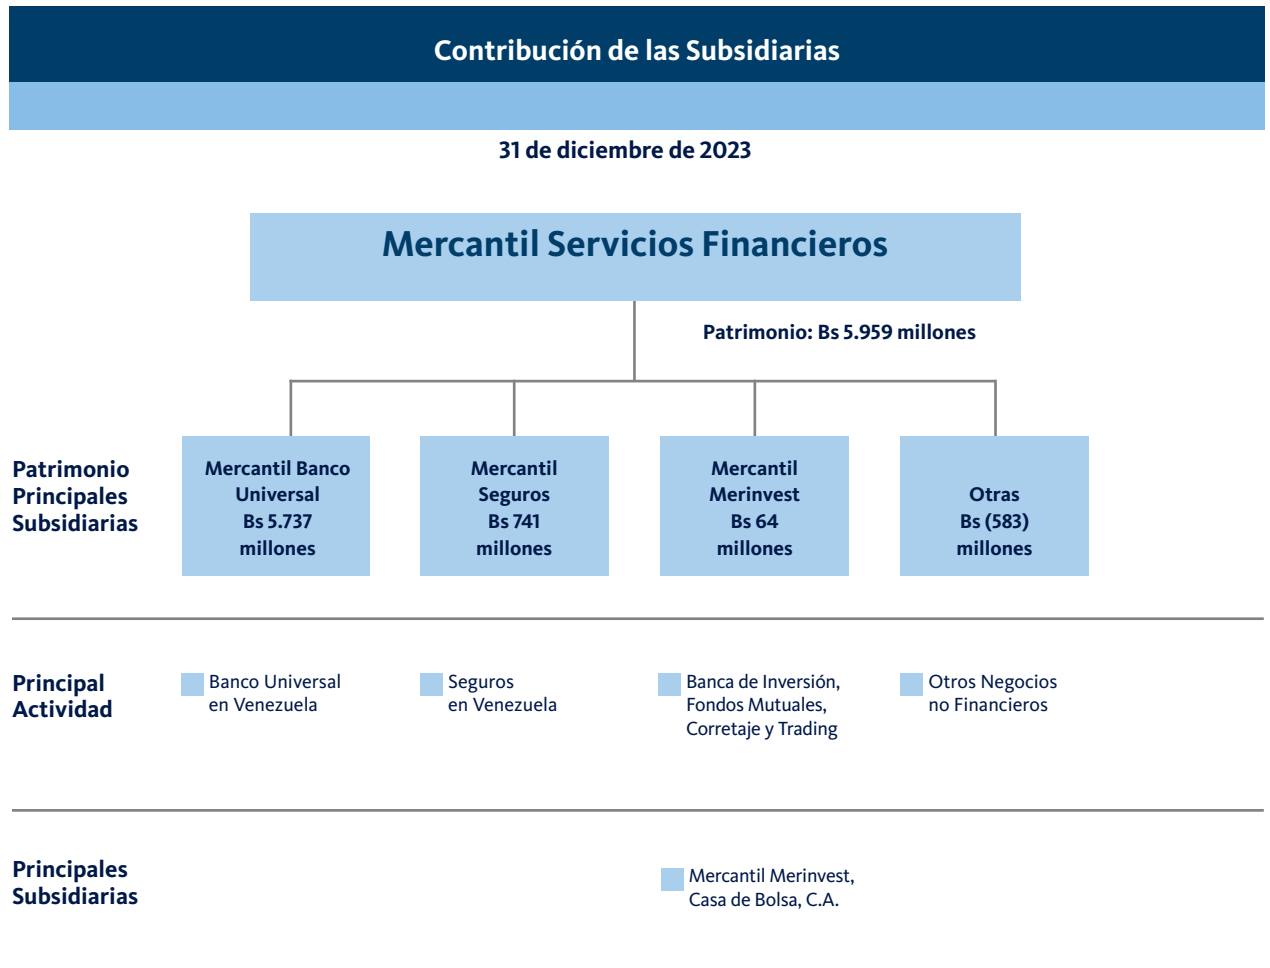 Contribución de las Subsidiarias
31 de diciembre de 2023
Mercantil Servicios Financieros
Patrimonio: Bs 5.959 millones
Patrimonio
Principales
Subsidiarias
Mercantil Banco
Universal
Bs 5.737
millones
Mercantil
Seguros
Bs 741
millones
Mercantil
Merinvest
Bs 64
millones
Otras
Bs (583)
millones
Principal
Actividad
Banco Universal
en Venezuela
Seguros
en Venezuela
Banca de Inversión,
Fondos Mutuales,
Corretaje y Trading
Otros Negocios
no Financieros
Principales
Subsidiarias
Mercantil Merinvest,
Casa de Bolsa, C.A.